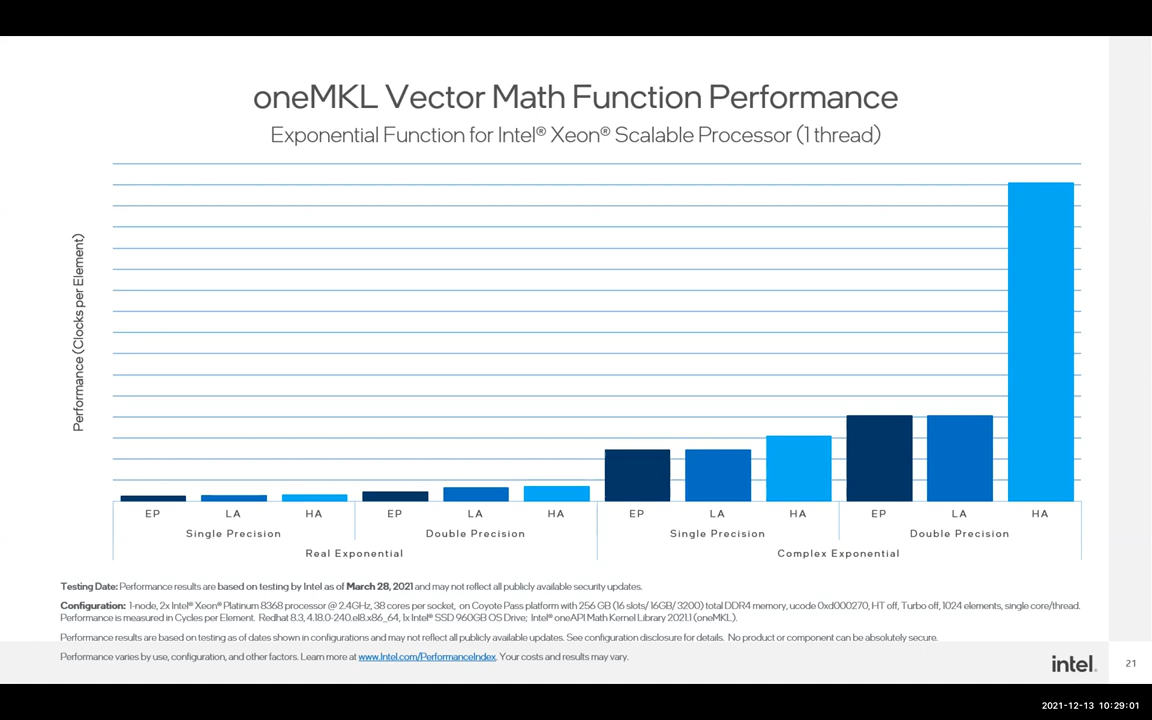 oneMKL Vector Math Function Performance
Exponential Function for Intel® Xeon® Scalable Processor (1 thread)
Performance (Clocks per Element)
EP LA HA EP LA HA EP LA HA EP LA HA
Single Precision Double Precision Single Precision Double Precision
Real Exponential Complex Exponential
Testing Date: Performance results are based on testing by Intel as of March 28, 2021 and may not reflect all publicly available security updates.
Configuration: 1-node, 2x Intel® Xeon® Platinum 8368 processor @ 2.4GHz, 38 cores per socket, on Coyote Pass platform with 256 GB (16 slots/ 16GB/ 3200) total DDR4 memory, ucode 0xd000270, HT off, Turbo off, 1024 elements, single core/thread.
Performance is measured in Cycles per Element. Redhat 8.3, 4.18.0-240.el8.x86_64, 1x Intel® SSD 960GB OS Drive; Intel® oneAPI Math Kernel Library 2021.1 (oneMKL).
Performance results are based on testing as of dates shown in configurations and may not reflect all publicly available updates. See configuration disclosure for details. No product or component can be absolutely secure.
Performance varies by use, configuration, and other factors. Learn more at www.Intel.com/PerformanceIndex. Your costs and results may vary.
intel. 21
2021-12-13 10:29:01